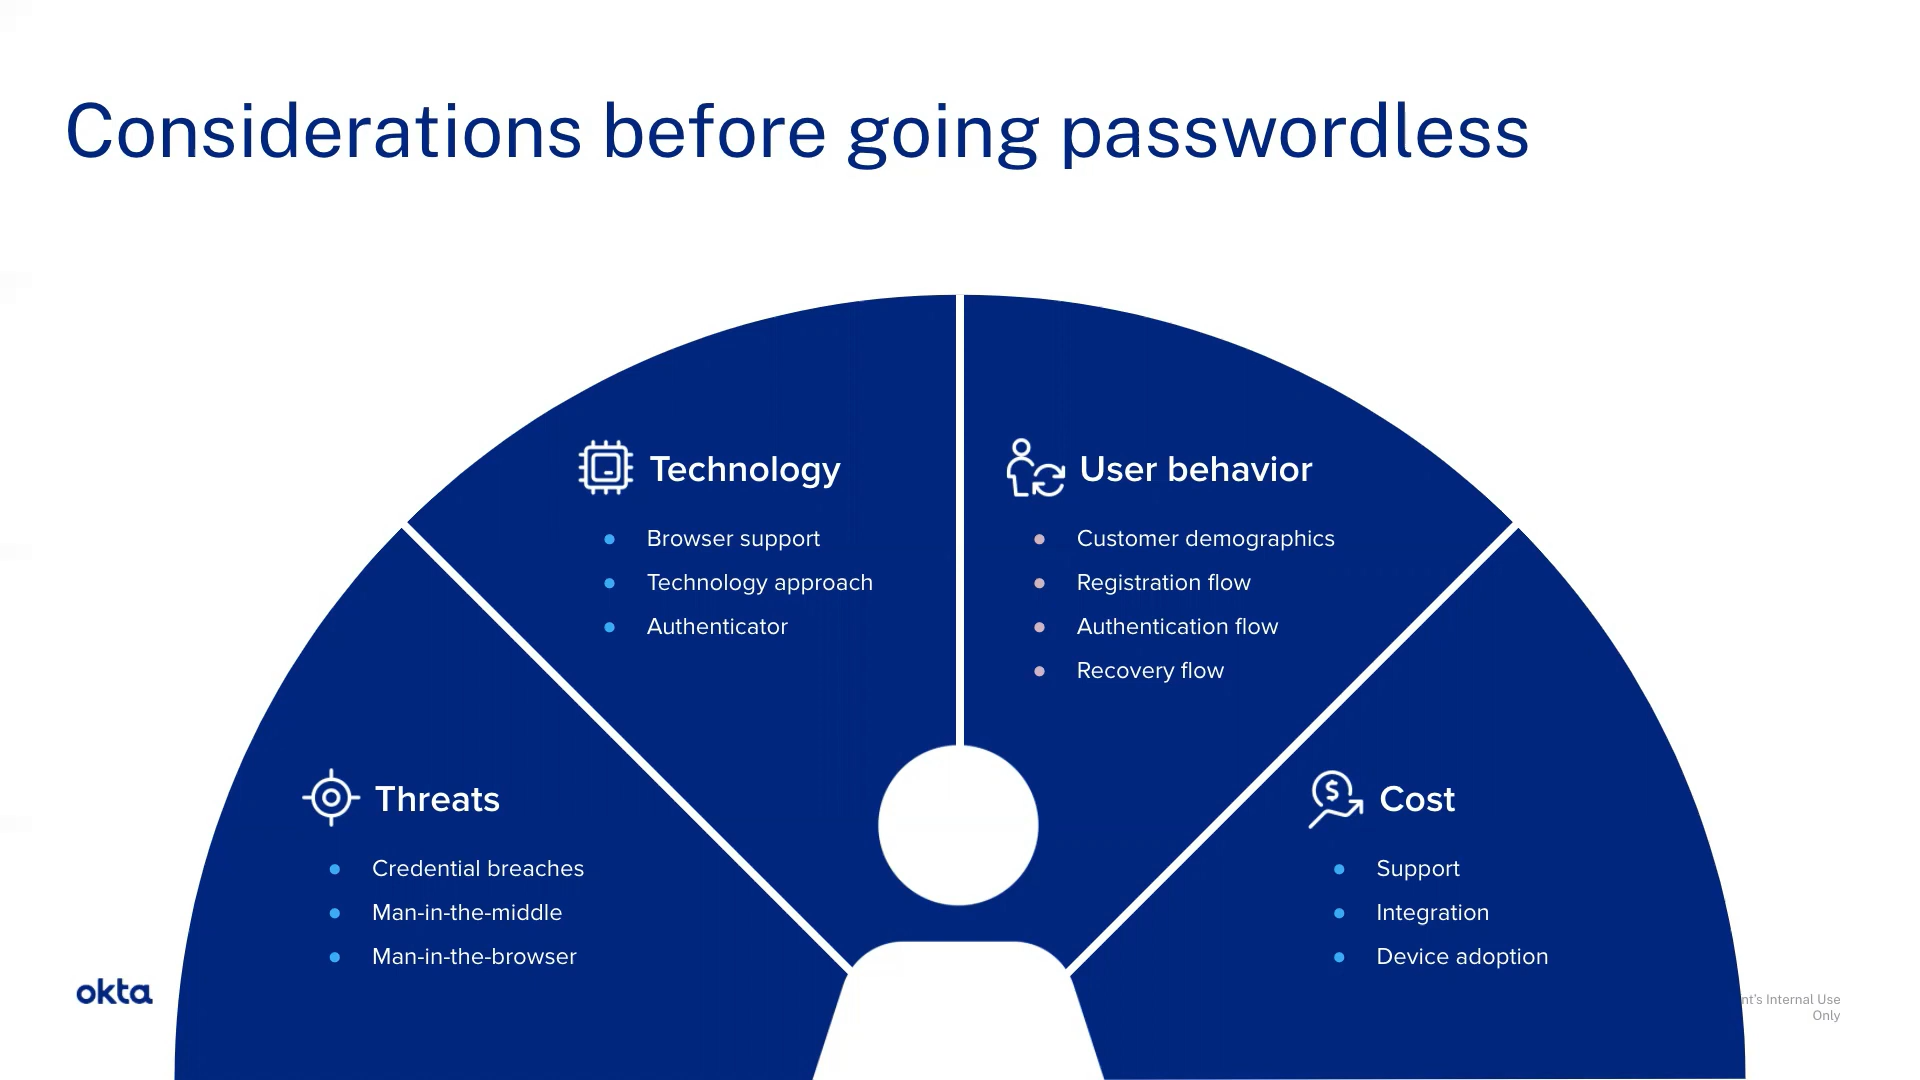 Considerations before going passwordless
Technology
Browser support
Technology approach
Authenticator
User behavior
Customer demographics
Registration flow
Authentication flow
Recovery flow
Threats
Credential breaches
Man-in-the-middle
Man-in-the-browser
Cost
Support
Integration
Device adoption
okta
Internal Use
Only